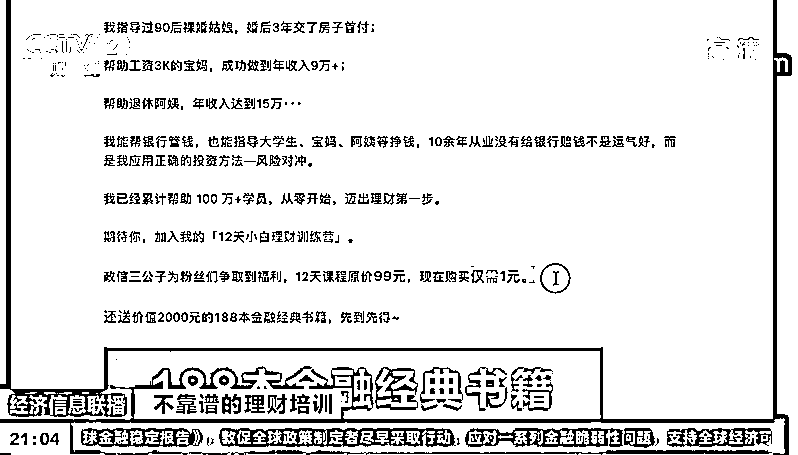 我指导过90后裸婚姑娘，婚后3年交了房子首付；
CCTV 2
财经
高清
帮助工资3K的宝妈，成功做到年收入9万+；
帮助退休阿姨，年收入达到15万···
我能帮银行管钱，也能指导大学生、宝妈、阿姨等挣钱，10余年从业没有给银行赔钱不是运气好，而
是我应用正确的投资方法—风险对冲。
我已经累计帮助 100 万+学员，从零开始，迈出理财第一步。
期待你，加入我的「12天小白理财训练营」。
政信三公子为粉丝们争取到福利，12天课程原价99元，现在购买仅需1元。
还送价值2000元的188本金融经典书籍，先到先得~
188本金融经典书籍
经济信息联播
不靠谱的理财培训
21:04
球金融稳定报告》，敦促全球政策制定者尽早采取行动，应对一系列金融脆弱性问题，支持全球经济可